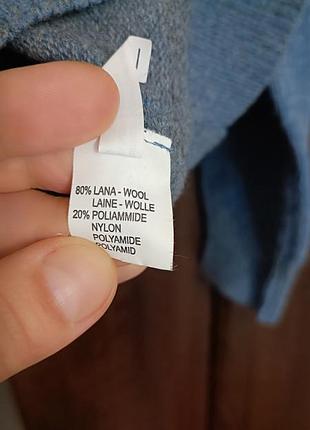 80% LANA - WOOL
LAINE - WOLLE
20% POLIAMMIDE
NYLON
POLYAMIDE
POLYAMID